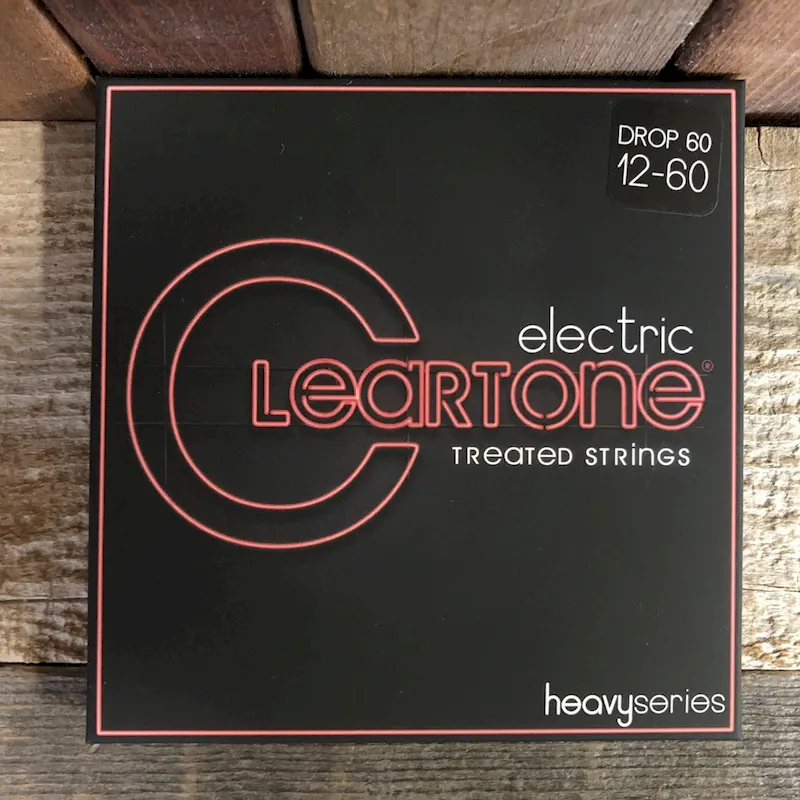 DROP 60
12-60
electric
CLEARTONE®
TREATED STRINGS
heavyseries